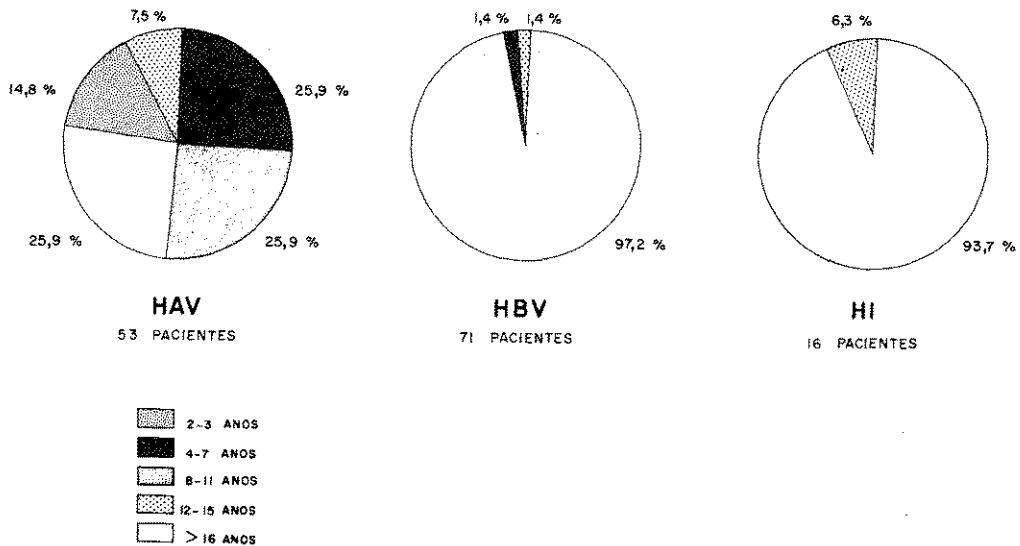 7,5 %
14,8 %
25,9 %
25,9 %
25,9 %
HAV
53 PACIENTES
1,4 %
1,4 %
97,2 %
HBV
71 PACIENTES
6,3 %
93,7 %
HI
16 PACIENTES
2-3 ANOS
4-7 ANOS
8-11 ANOS
12-15 ANOS
> 16 ANOS